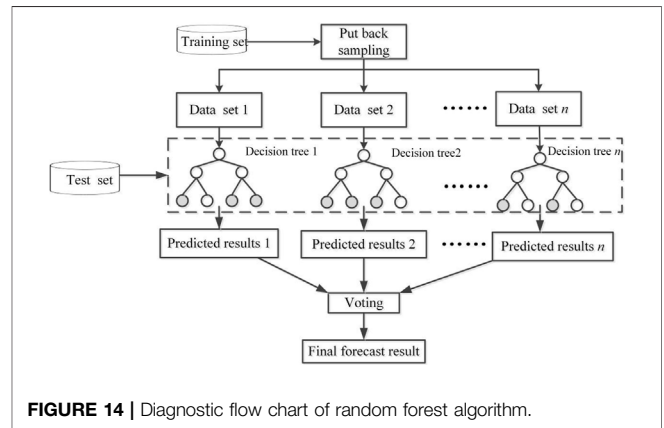 Training set
Put back
sampling
Data set 1
Data set 2
......
Data set n
Decision tree 1
Decision tree2
Decision tree n
Test set
......
Predicted results 1
Predicted results 2
......
Predicted results n
Voting
Final forecast result
FIGURE 14 | Diagnostic flow chart of random forest algorithm.